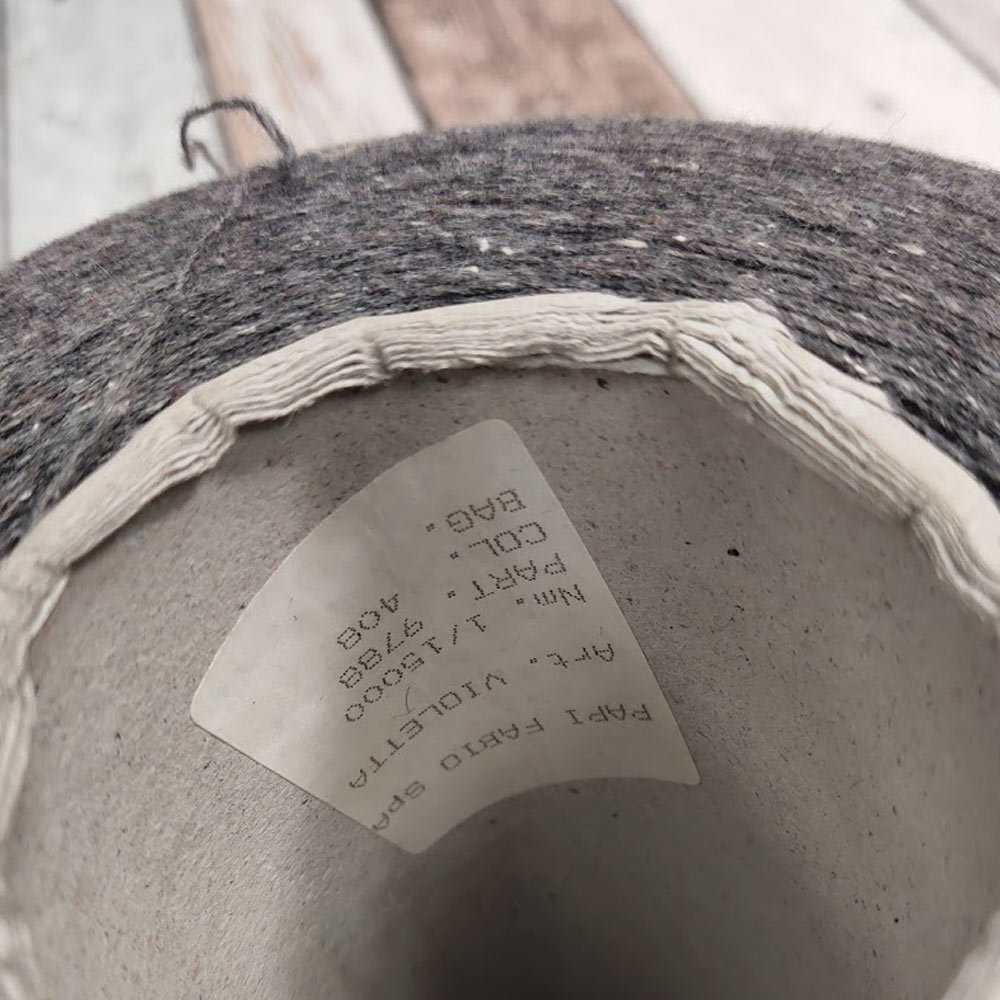 PAPI FABIO SPA
Art. VIOLETTA
Nm. 1/15000
PART. 9788
COL. 408
BAG.